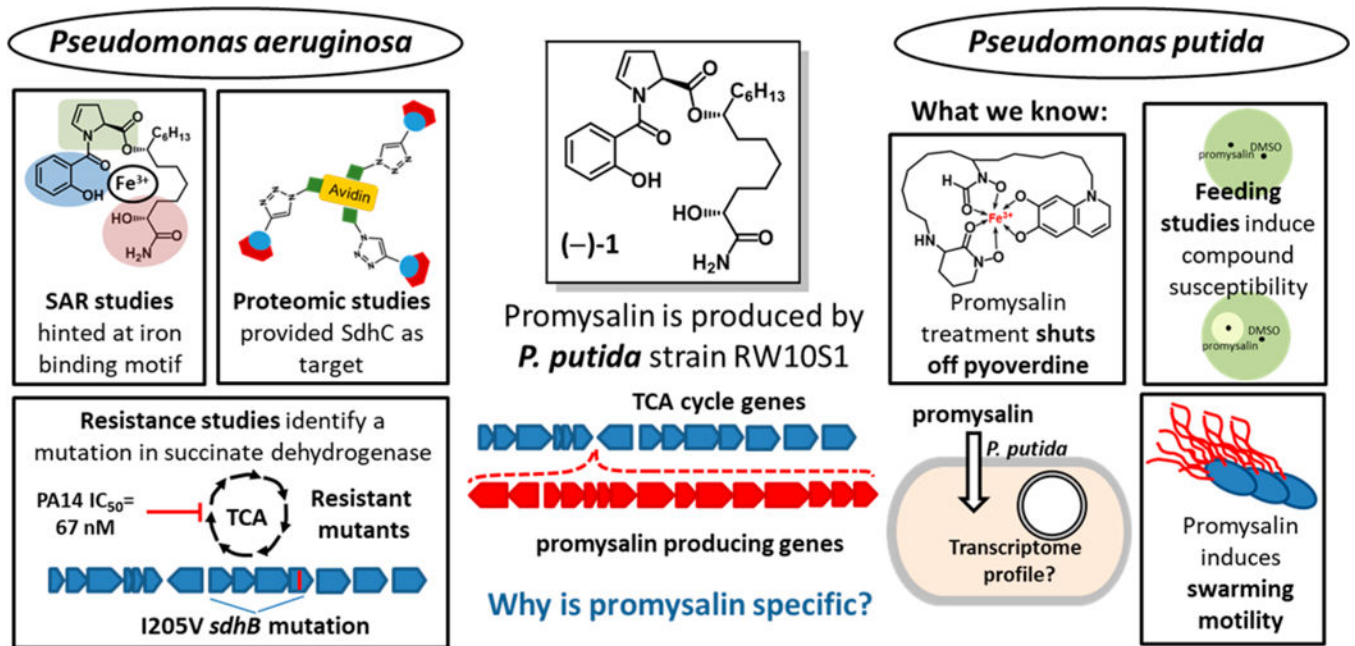 Pseudomonas aeruginosa
C₆H₁₃
N
O
O
O
OH
Fe³⁺
HO
O
H₂N
SAR studies
hinted at iron
binding motif
Avidin
N
N
N
N
N
N
N
N
N
N
N
N
Proteomic studies
provided SdhC as
target
Resistance studies identify a
mutation in succinate dehydrogenase
PA14 IC₅₀=
67 nM
TCA
Resistant
mutants
I205V sdhB mutation
O
C₆H₁₃
N
O
O
OH
HO
O
H₂N
(−)-1
Promysalin is produced by
P. putida strain RW10S1
TCA cycle genes
promysalin producing genes
Why is promysalin specific?
Pseudomonas putida
What we know:
H
N
O
O
N
Fe³⁺
O
O
HN
O
O
N
Promysalin
treatment shuts
off pyoverdine
promysalin
DMSO
Feeding
studies induce
compound
susceptibility
DMSO
promysalin
promysalin
P. putida
Transcriptome
profile?
Promysalin
induces
swarming
motility